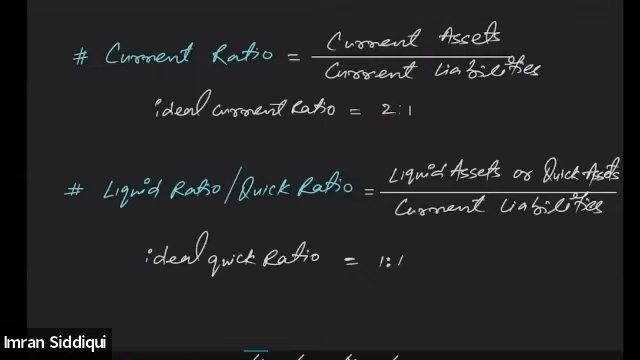 # Current Ratio = Current Assets
Current Liabilities
ideal current Ratio = 2:1
# Liquid Ratio/Quick Ratio = Liquid Assets or Quick Assets
Current Liabilities
ideal quick Ratio = 1:1
Imran Siddiqui